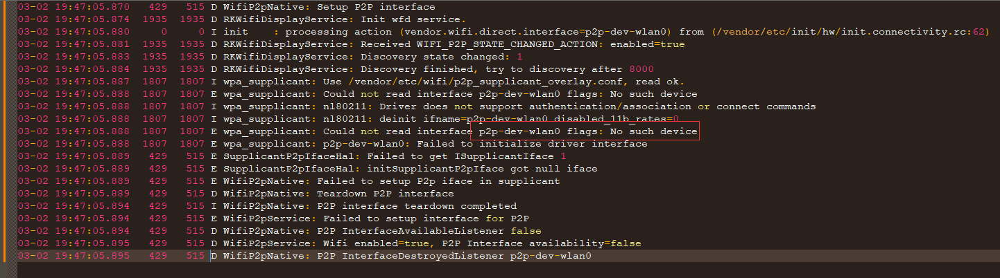 03-02 19:47:05.870 429 515 D WifiP2pNative: Setup P2P interface
03-02 19:47:05.874 1935 1935 D RKWifiDisplayService: Init wfd service.
03-02 19:47:05.880 0 0 I init : processing action (vendor.wifi.direct.interface=p2p-dev-wlan0) from (/vendor/etc/init/hw/init.connectivity.rc:62)
03-02 19:47:05.881 1935 1935 D RKWifiDisplayService: Received WIFI_P2P_STATE_CHANGED_ACTION: enabled=true
03-02 19:47:05.883 1935 1935 D RKWifiDisplayService: Discovery state changed: 1
03-02 19:47:05.884 1935 1935 D RKWifiDisplayService: Discovery finished, try to discovery after 8000
03-02 19:47:05.887 1807 1807 I wpa_supplicant: Use /vendor/etc/wifi/p2p_supplicant_overlay.conf, read ok.
03-02 19:47:05.888 1807 1807 E wpa_supplicant: Could not read interface p2p-dev-wlan0 flags: No such device
03-02 19:47:05.888 1807 1807 I wpa_supplicant: nl80211: Driver does not support authentication/association or connect commands
03-02 19:47:05.888 1807 1807 I wpa_supplicant: nl80211: deinit ifname=p2p-dev-wlan0 disabled_11b_rates=0
03-02 19:47:05.888 1807 1807 E wpa_supplicant: Could not read interface p2p-dev-wlan0 flags: No such device
03-02 19:47:05.888 1807 1807 E wpa_supplicant: p2p-dev-wlan0: Failed to initialize driver interface
03-02 19:47:05.889 429 515 E SupplicantP2pIfaceHal: Failed to get ISupplicantIface 1
03-02 19:47:05.889 429 515 E SupplicantP2pIfaceHal: initSupplicantP2pIface got null iface
03-02 19:47:05.889 429 515 E WifiP2pNative: Failed to setup P2p iface in supplicant
03-02 19:47:05.889 429 515 D WifiP2pNative: Teardown P2P interface
03-02 19:47:05.894 429 515 I WifiP2pNative: P2P interface teardown completed
03-02 19:47:05.894 429 515 E WifiP2pService: Failed to setup interface for P2P
03-02 19:47:05.894 429 515 D WifiP2pNative: P2P InterfaceAvailableListener false
03-02 19:47:05.895 429 515 D WifiP2pService: Wifi enabled=true, P2P Interface availability=false
03-02 19:47:05.895 429 515 D WifiP2pNative: P2P InterfaceDestroyedListener p2p-dev-wlan0